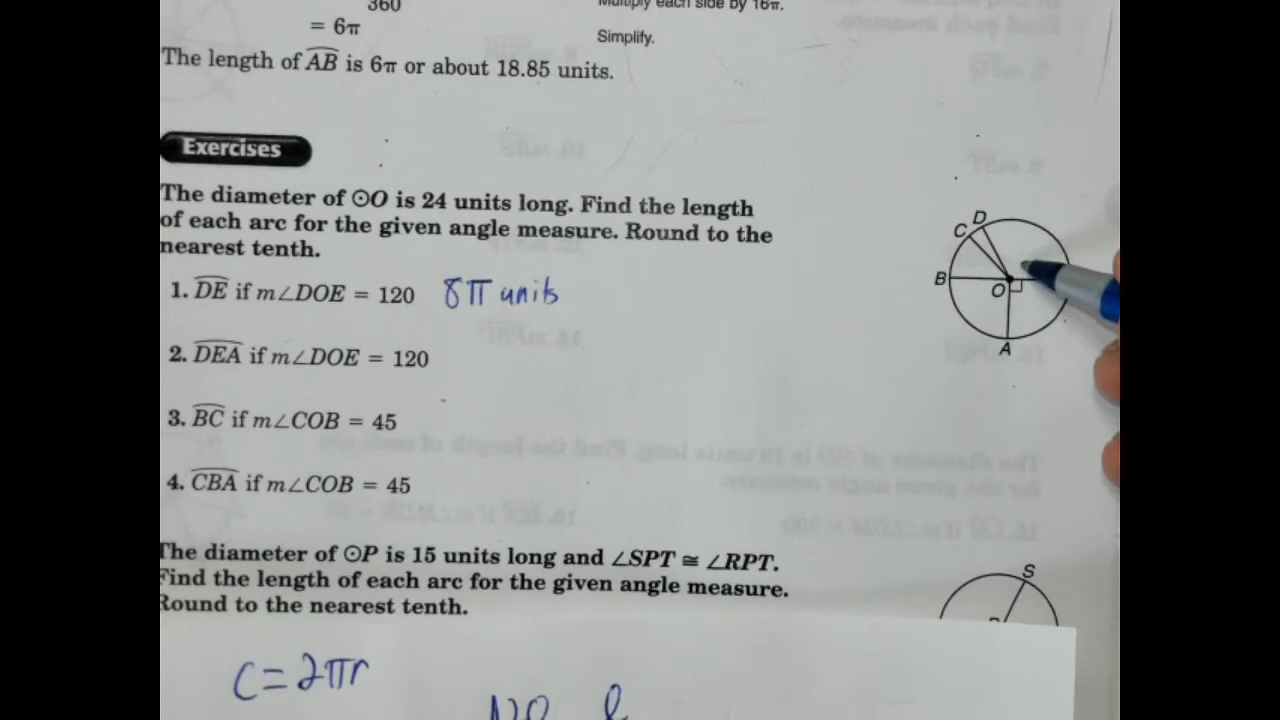 360
= 6π
Multiply each side by 16π.
Simplify.
The length of AB is 6π or about 18.85 units.
Exercises
The diameter of ⊙O is 24 units long. Find the length
of each arc for the given angle measure. Round to the
nearest tenth.
1. DE if m∠DOE = 120 8π units
2. DEA if m∠DOE = 120
3. BC if m∠COB = 45
4. CBA if m∠COB = 45
D
C
B
O
A
The diameter of ⊙P is 15 units long and ∠SPT ≅ ∠RPT.
Find the length of each arc for the given angle measure.
Round to the nearest tenth.
S
C = 2πr